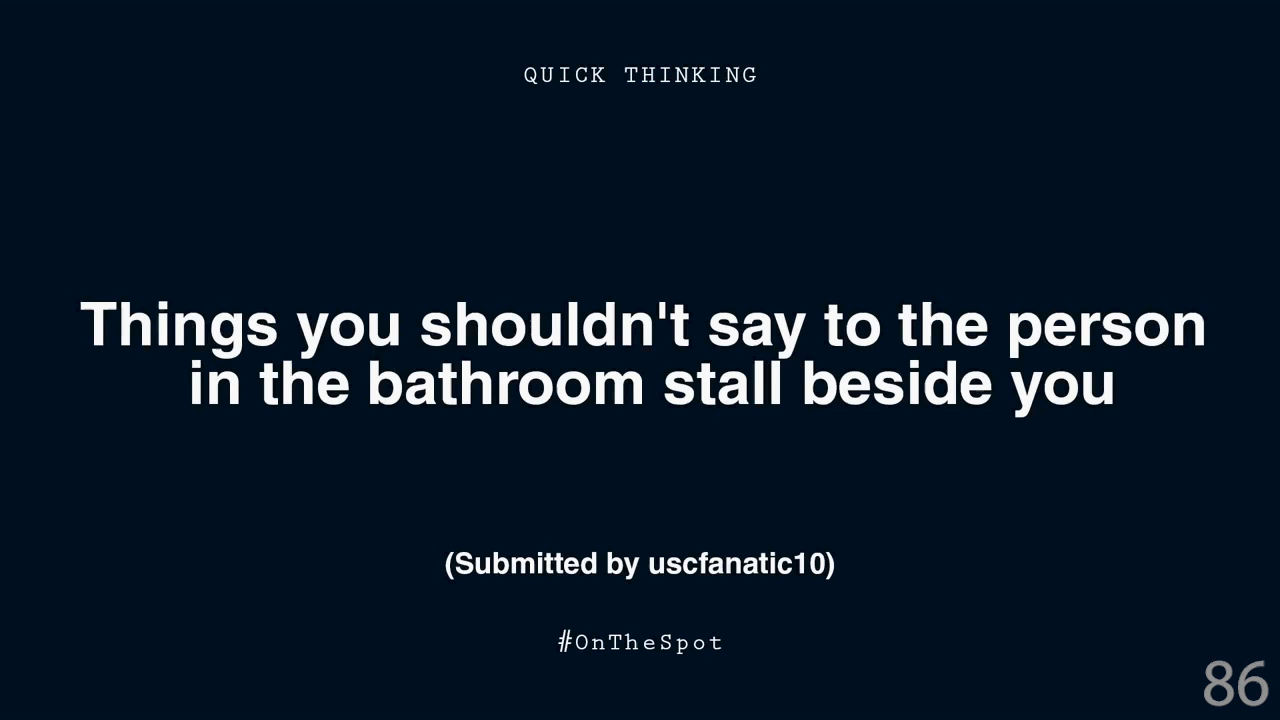 QUICK THINKING
Things you shouldn't say to the person
in the bathroom stall beside you
(Submitted by uscfanatic10)
#OnTheSpot
86